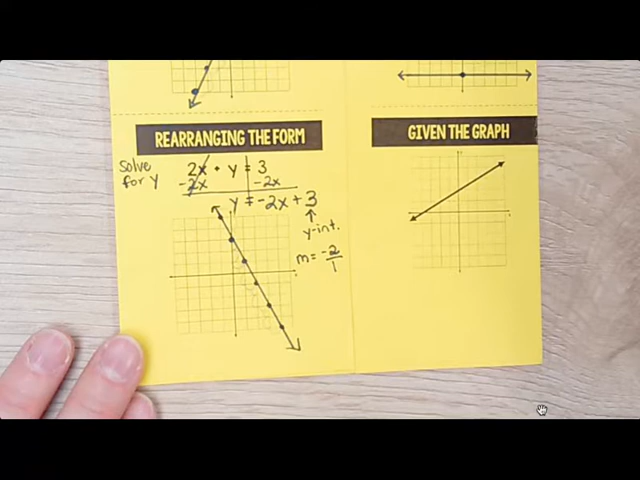 REARRANGING THE FORM
GIVEN THE GRAPH
Solve for y
2x + y = 3
-2x -2x
y = -2x + 3
y-int.
m = -2/1